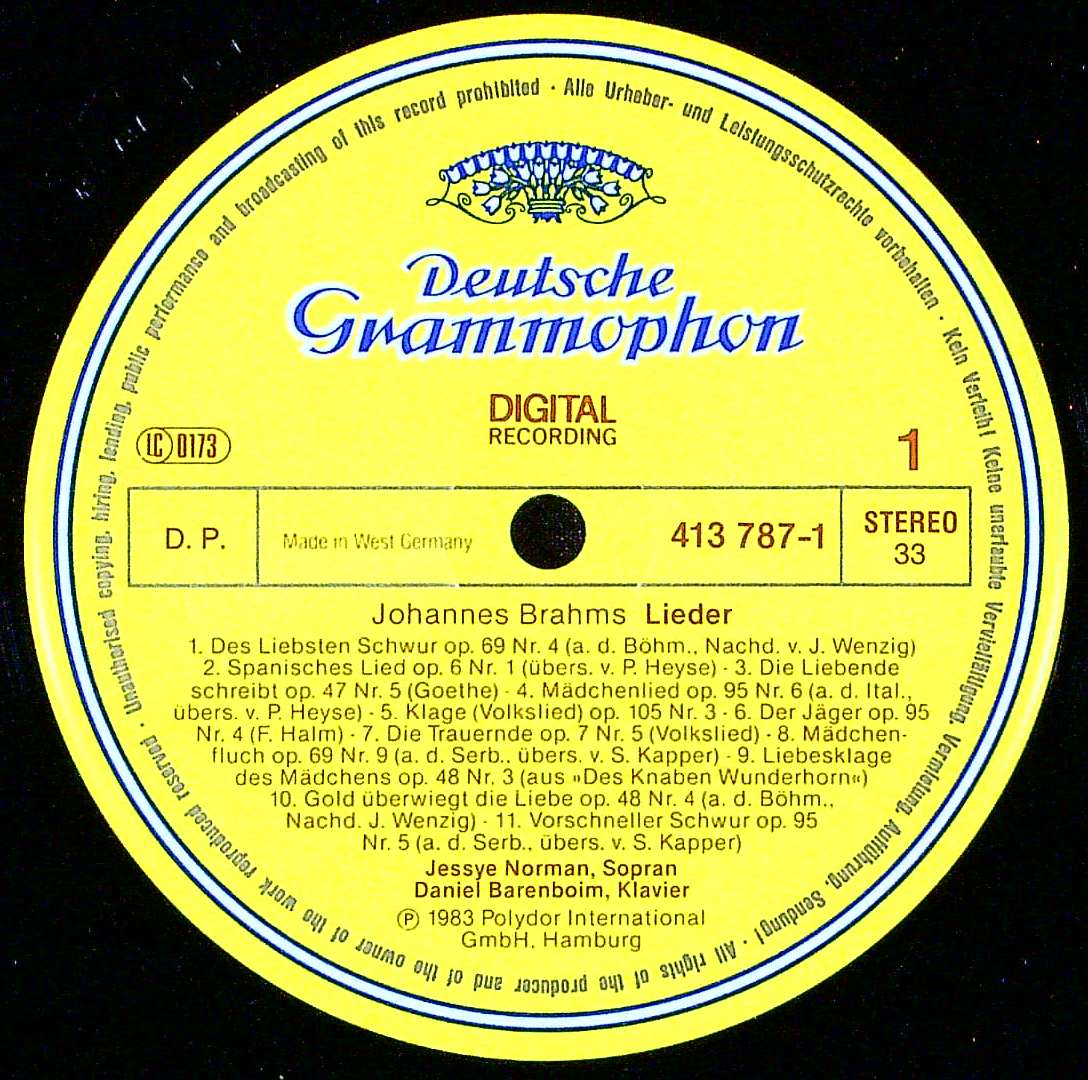 Unauthorised copying, hiring, lending, public performance and broadcasting of this record prohibited · Alle Urheber- und Leistungsschutzrechte vorbehalten · Kein Verleih! Keine unerlaubte Vervielfältigung, Vermietung, Aufführung, Sendung! · All rights of the producer and of the owner of the work reproduced reserved ·
Deutsche
Grammophon
DIGITAL
RECORDING
LC 0173
1
D. P.
Made in West Germany
413 787-1
STEREO
33
Johannes Brahms Lieder
1. Des Liebsten Schwur op. 69 Nr. 4 (a. d. Böhm., Nachd. v. J. Wenzig)
2. Spanisches Lied op. 6 Nr. 1 (übers. v. P. Heyse) · 3. Die Liebende
schreibt op. 47 Nr. 5 (Goethe) · 4. Mädchenlied op. 95 Nr. 6 (a. d. Ital.,
übers. v. P. Heyse) · 5. Klage (Volkslied) op. 105 Nr. 3 · 6. Der Jäger op. 95
Nr. 4 (F. Halm) · 7. Die Trauernde op. 7 Nr. 5 (Volkslied) · 8. Mädchen-
fluch op. 69 Nr. 9 (a. d. Serb., übers. v. S. Kapper) · 9. Liebesklage
des Mädchens op. 48 Nr. 3 (aus »Des Knaben Wunderhorn«)
10. Gold überwiegt die Liebe op. 48 Nr. 4 (a. d. Böhm.,
Nachd. J. Wenzig) · 11. Vorschneller Schwur op. 95
Nr. 5 (a. d. Serb., übers. v. S. Kapper)
Jessye Norman, Sopran
Daniel Barenboim, Klavier
Ⓟ 1983 Polydor International
GmbH, Hamburg